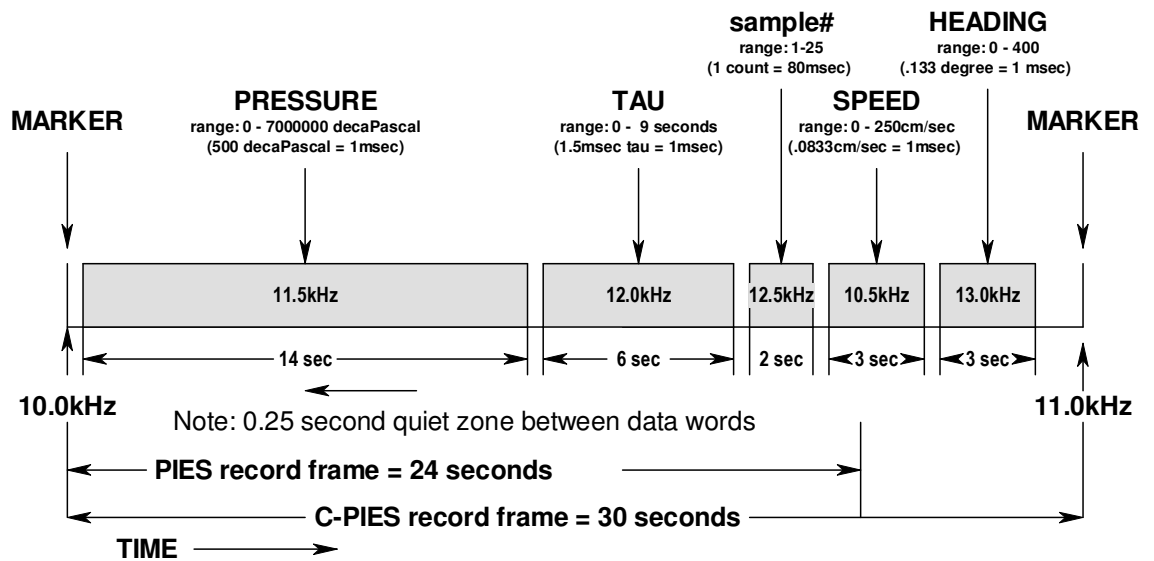 sample#
range: 1-25
(1 count = 80msec)
HEADING
range: 0 - 400
(.133 degree = 1 msec)
MARKER
PRESSURE
range: 0 - 7000000 decaPascal
(500 decaPascal = 1msec)
TAU
range: 0 - 9 seconds
(1.5msec tau = 1msec)
SPEED
range: 0 - 250cm/sec
(.0833cm/sec = 1msec)
MARKER
11.5kHz
12.0kHz
12.5kHz
10.5kHz
13.0kHz
14 sec
6 sec
2 sec
3 sec
3 sec
10.0kHz
11.0kHz
Note: 0.25 second quiet zone between data words
PIES record frame = 24 seconds
C-PIES record frame = 30 seconds
TIME